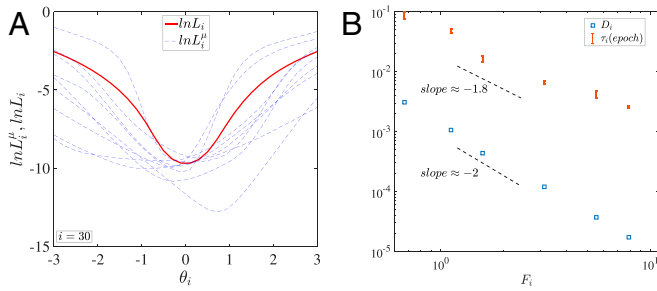 A
lnL_i
lnL_i^μ
lnL_i^μ, lnL_i
0
-5
-10
-15
i = 30
-3 -2 -1 0 1 2 3
θ_i
B
D_i
τ_i(epoch)
10^-1
10^-2
10^-3
10^-4
10^-5
slope ≈ −1.8
slope ≈ −2
10^0 10^1
F_i